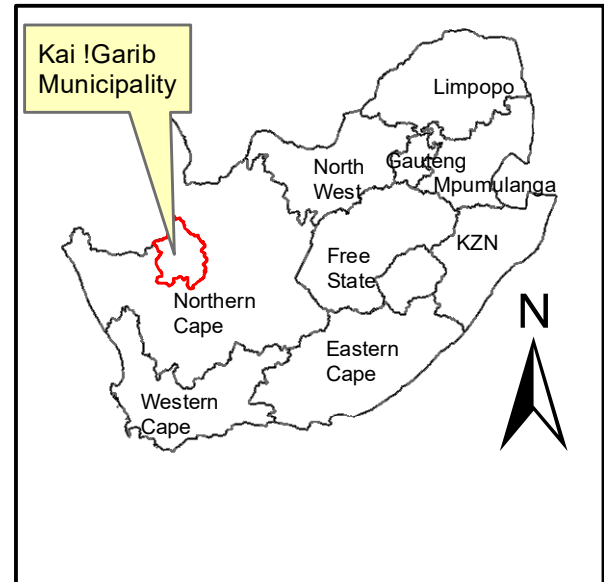 Kai !Garib
Municipality
Limpopo
North
West
Gauteng
Mpumulanga
KZN
Free
State
Northern
Cape
Eastern
Cape
Western
Cape
N